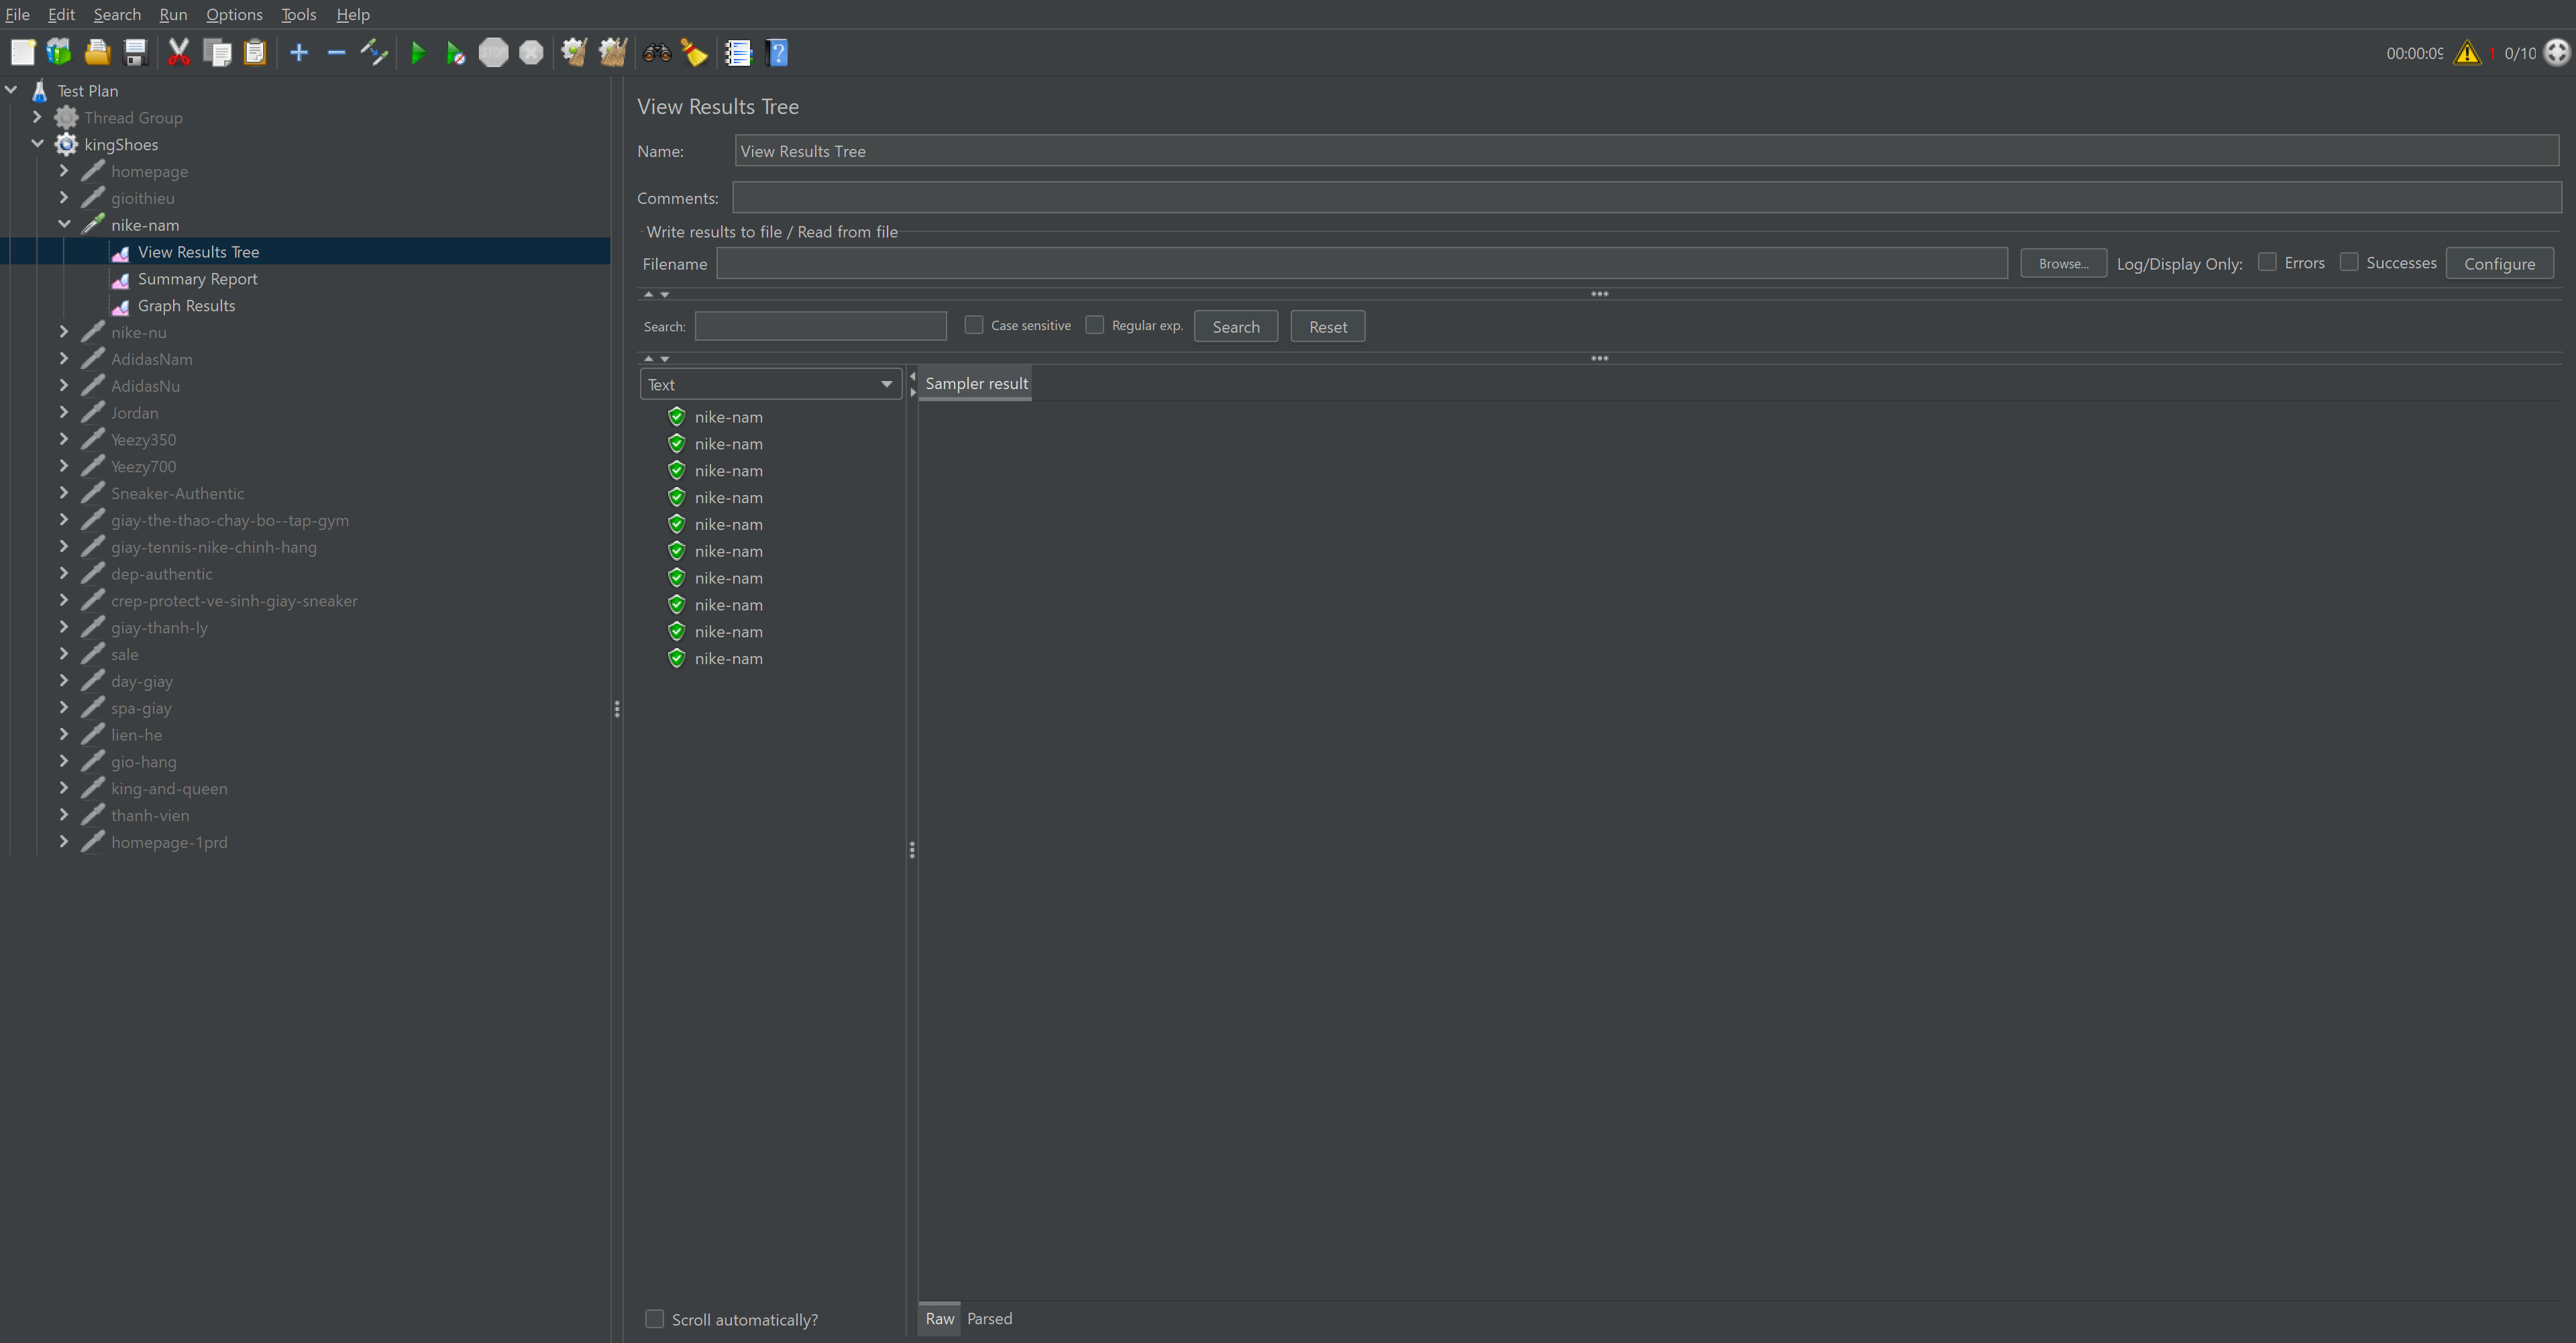 File Edit Search Run Options Tools Help
00:00:09 1 0/10
Test Plan
Thread Group
kingShoes
homepage
gioithieu
nike-nam
View Results Tree
Summary Report
Graph Results
nike-nu
AdidasNam
AdidasNu
Jordan
Yeezy350
Yeezy700
Sneaker-Authentic
giay-the-thao-chay-bo--tap-gym
giay-tennis-nike-chinh-hang
dep-authentic
crep-protect-ve-sinh-giay-sneaker
giay-thanh-ly
sale
day-giay
spa-giay
lien-he
gio-hang
king-and-queen
thanh-vien
homepage-1prd
View Results Tree
Name: View Results Tree
Comments:
Write results to file / Read from file
Filename Browse... Log/Display Only: Errors Successes Configure
Search: Case sensitive Regular exp. Search Reset
Text
nike-nam
nike-nam
nike-nam
nike-nam
nike-nam
nike-nam
nike-nam
nike-nam
nike-nam
nike-nam
Scroll automatically?
Sampler result
Raw Parsed